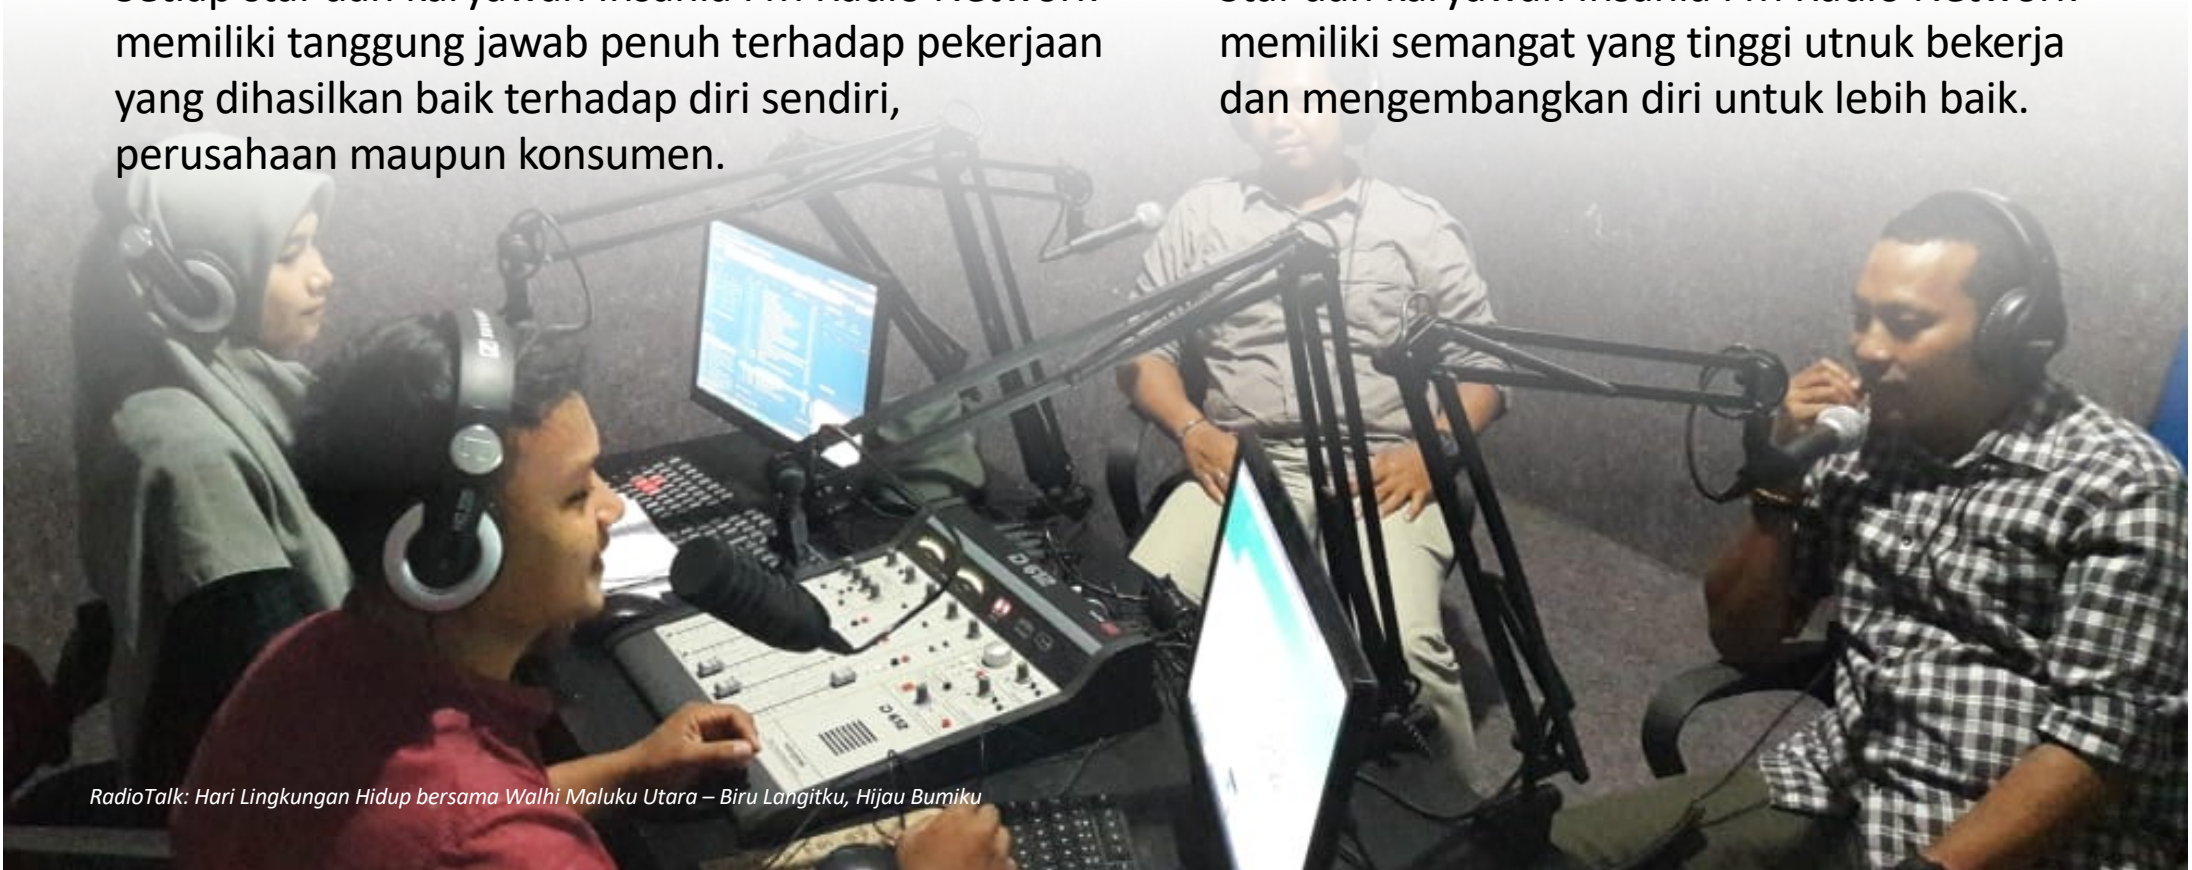 memiliki tanggung jawab penuh terhadap pekerjaan
yang dihasilkan baik terhadap diri sendiri,
perusahaan maupun konsumen.
memiliki semangat yang tinggi utnuk bekerja
dan mengembangkan diri untuk lebih baik.
D 612
RadioTalk: Hari Lingkungan Hidup bersama Walhi Maluku Utara – Biru Langitku, Hijau Bumiku